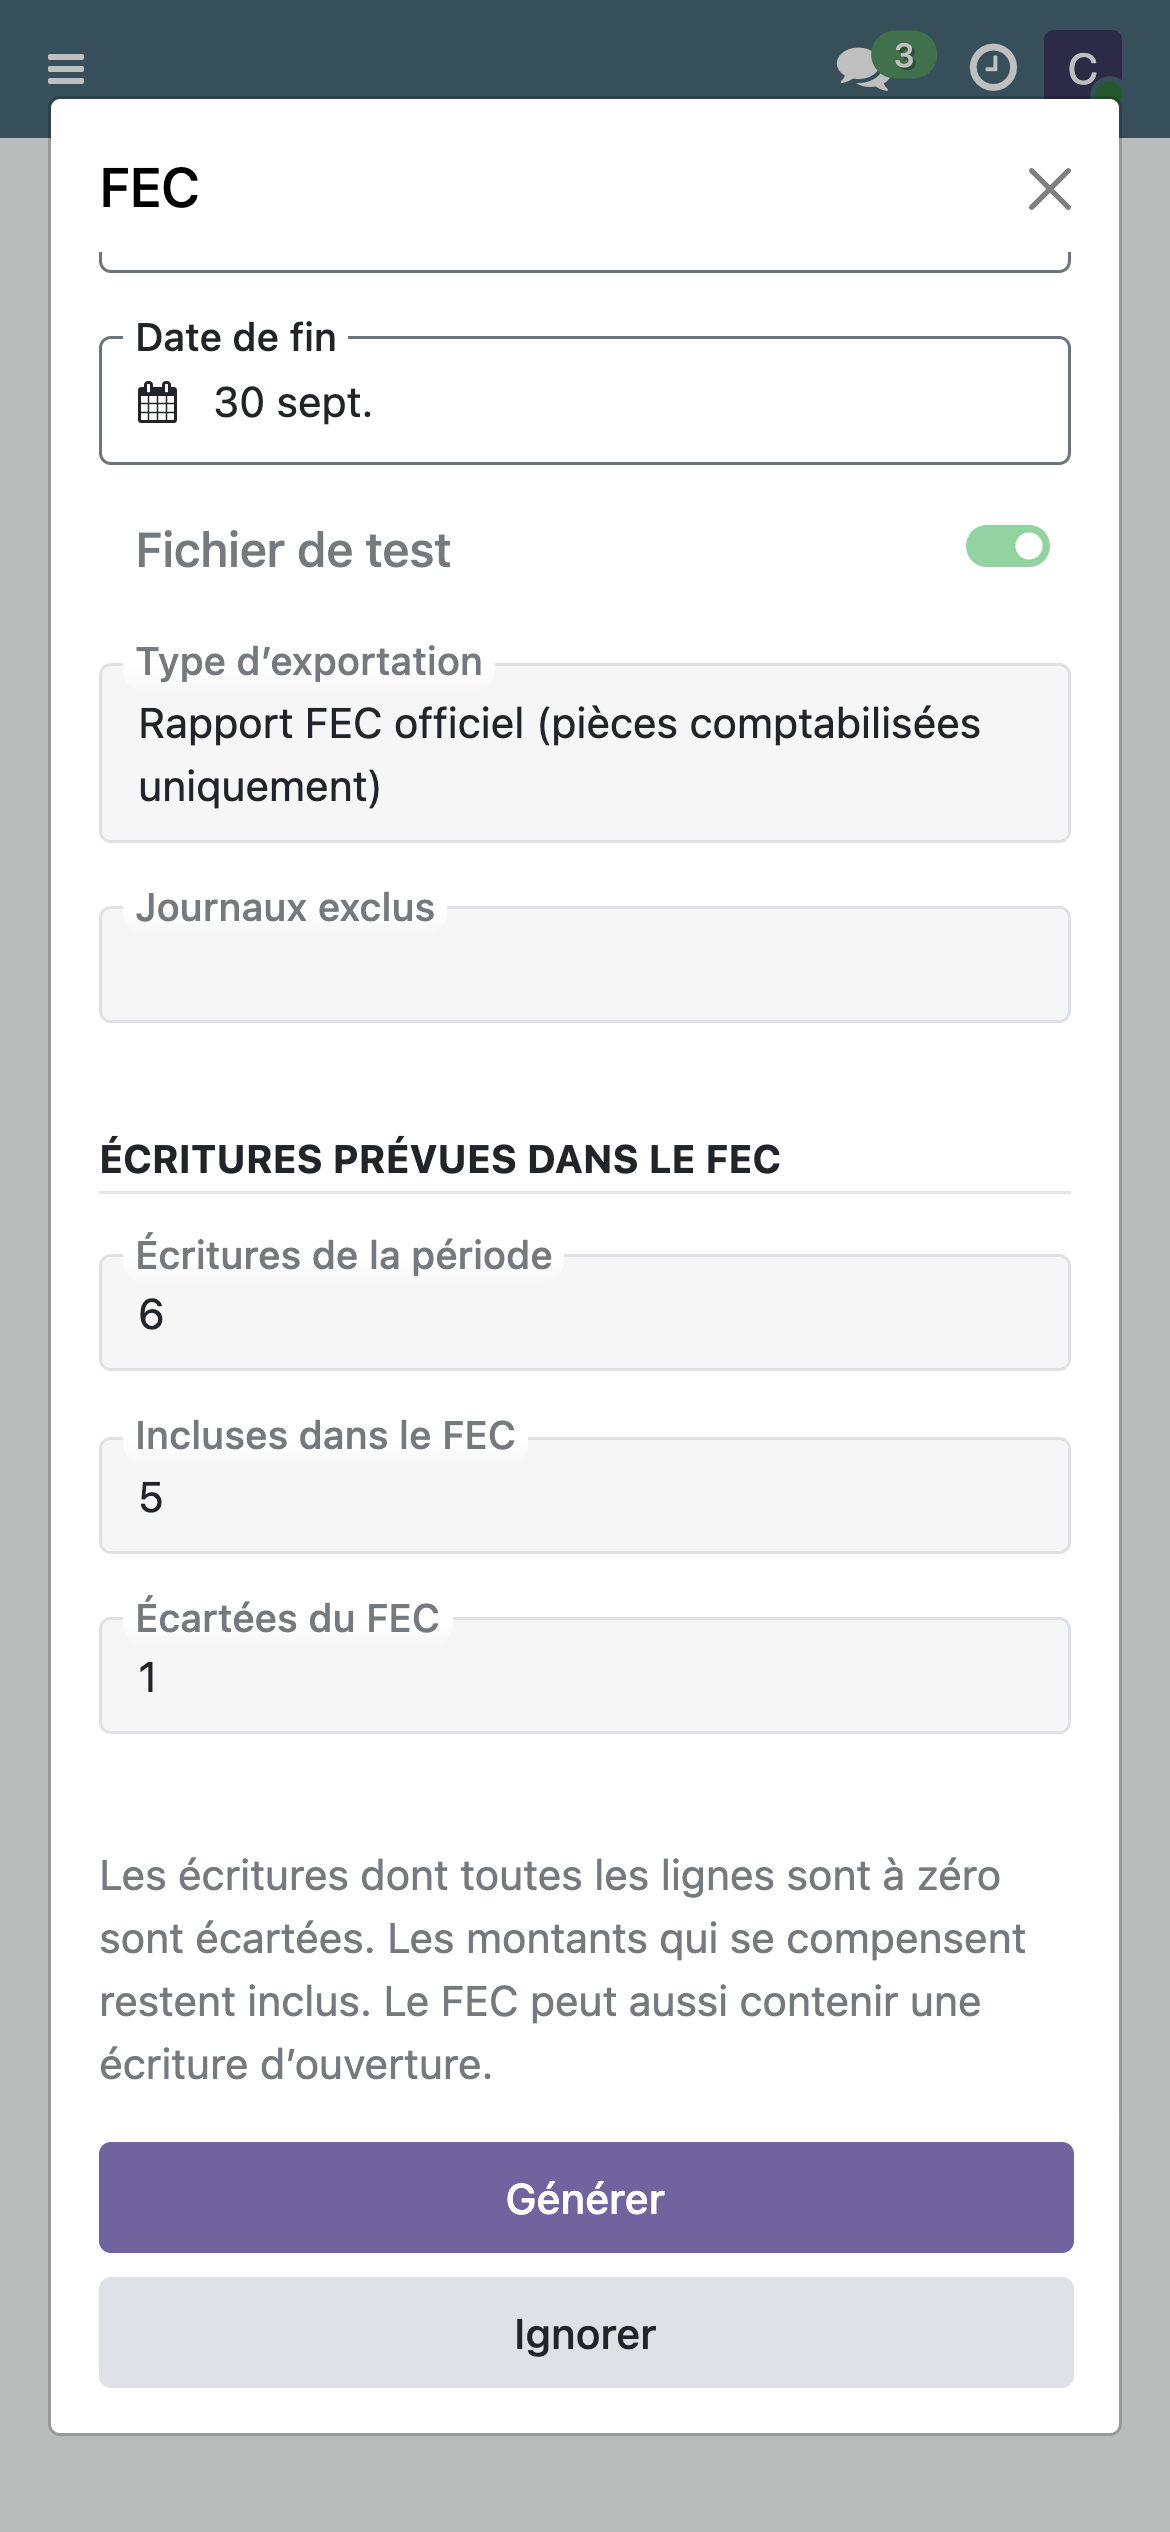 3
C
FEC
Date de fin
30 sept.
Fichier de test
Type d’exportation
Rapport FEC officiel (pièces comptabilisées
uniquement)
Journaux exclus
ÉCRITURES PRÉVUES DANS LE FEC
Écritures de la période
6
Incluses dans le FEC
5
Écartées du FEC
1
Les écritures dont toutes les lignes sont à zéro
sont écartées. Les montants qui se compensent
restent inclus. Le FEC peut aussi contenir une
écriture d’ouverture.
Générer
Ignorer